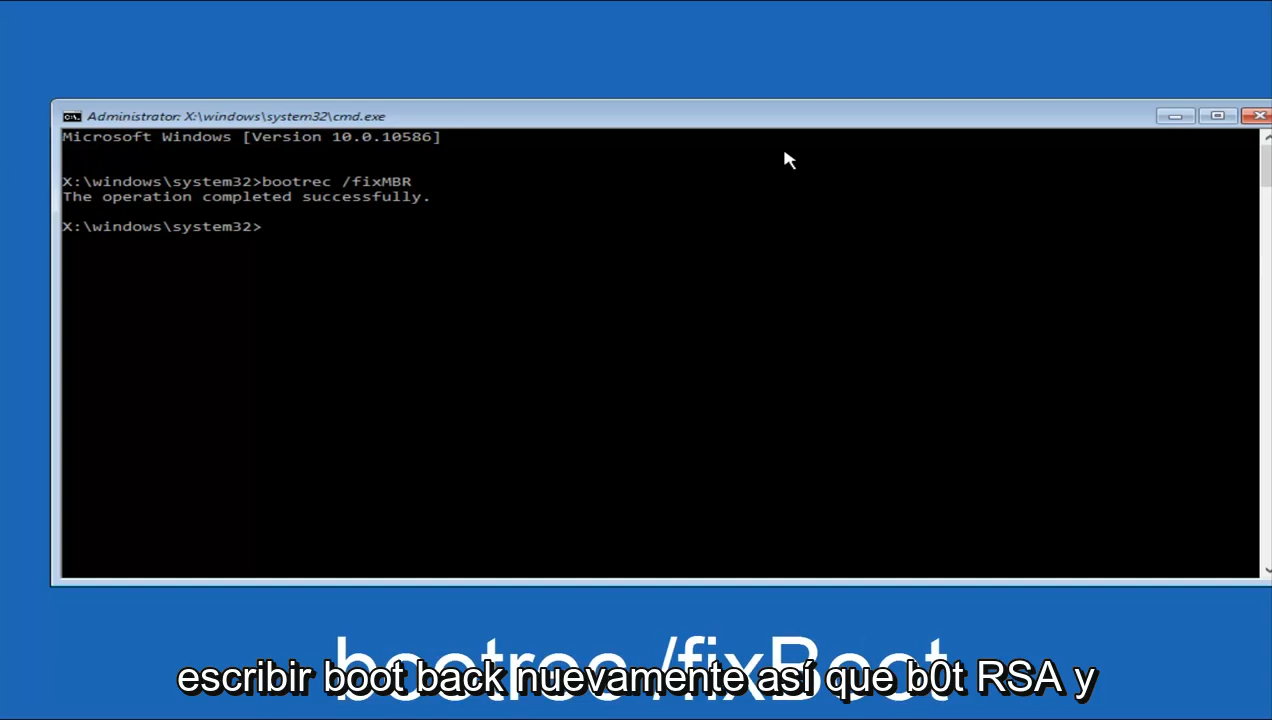 Administrator: X:\windows\system32\cmd.exe
Microsoft Windows [Version 10.0.10586]
X:\windows\system32>bootrec /fixMBR
The operation completed successfully.
X:\windows\system32>
bootrec /fixBoot
escribir boot back nuevamente así que b0t RSA y